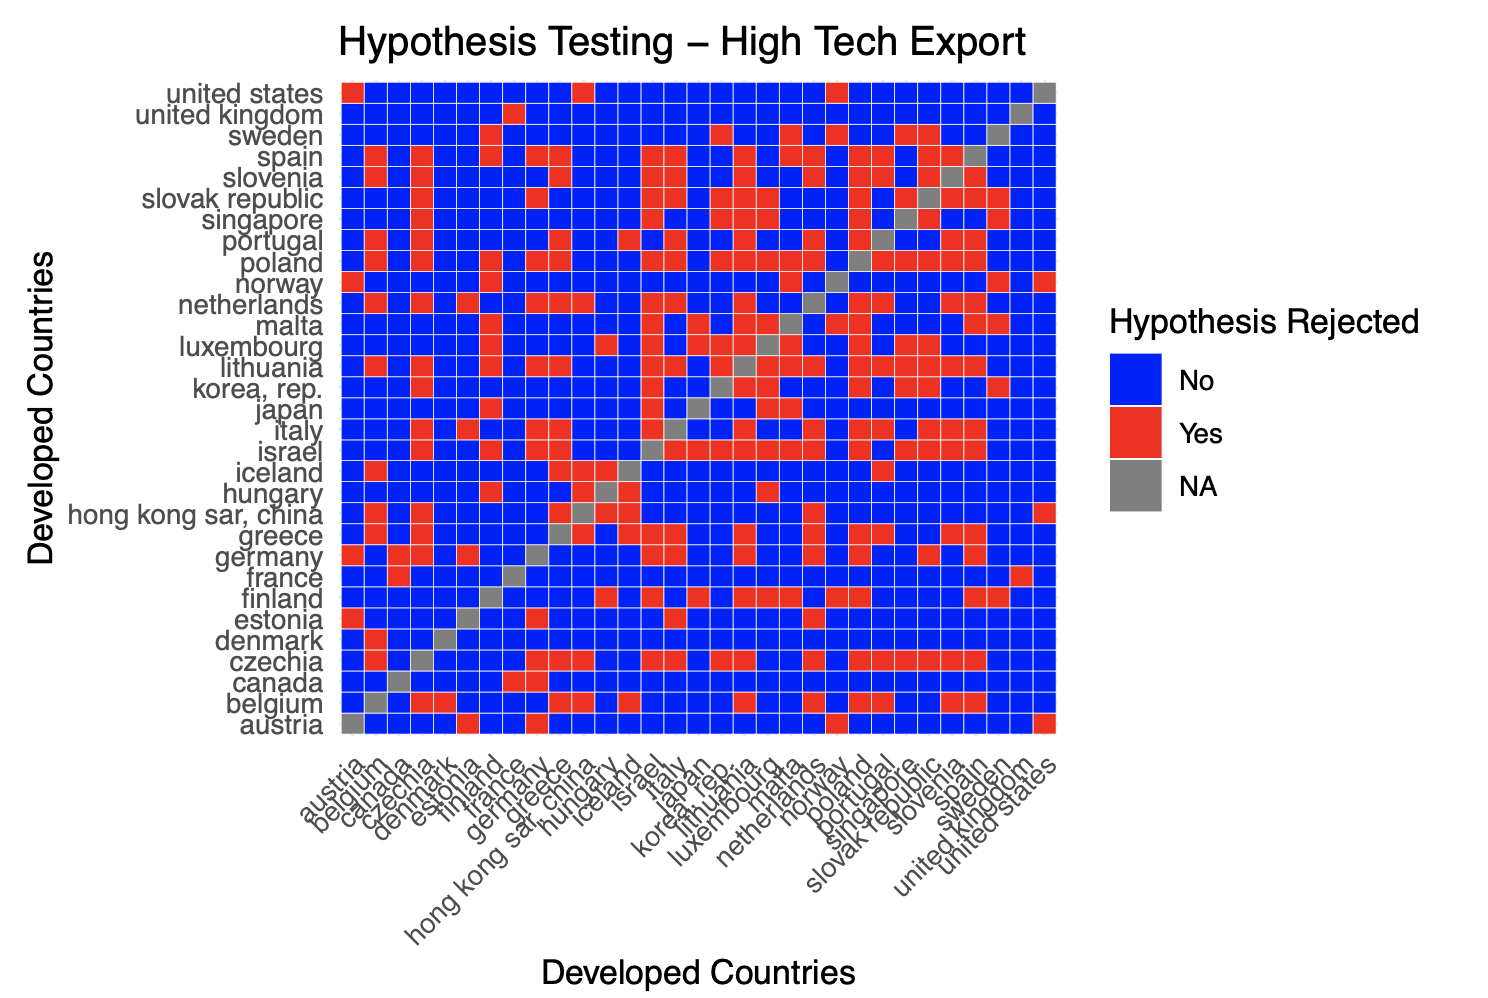 Hypothesis Testing – High Tech Export
united states
united kingdom
sweden
spain
slovenia
slovak republic
singapore
portugal
poland
norway
netherlands
malta
luxembourg
lithuania
korea, rep.
japan
italy
israel
iceland
hungary
hong kong sar, china
greece
germany
france
finland
estonia
denmark
czechia
canada
belgium
austria
Developed Countries
austria
belgium
canada
czechia
denmark
estonia
finland
france
germany
greece
hong kong sar, china
hungary
iceland
israel
italy
japan
korea, rep.
lithuania
luxembourg
malta
netherlands
norway
poland
portugal
singapore
slovak republic
slovenia
spain
sweden
united kingdom
united states
Developed Countries
Hypothesis Rejected
No
Yes
NA